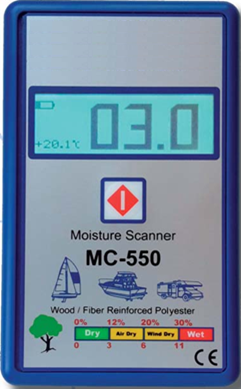 03.0
+20.1°C
Moisture Scanner
MC-550
Wood / Fiber Reinforced Polyester
0% 12% 20% 30%
Dry Air Dry Wind Dry Wet
0 3 6 11
CE